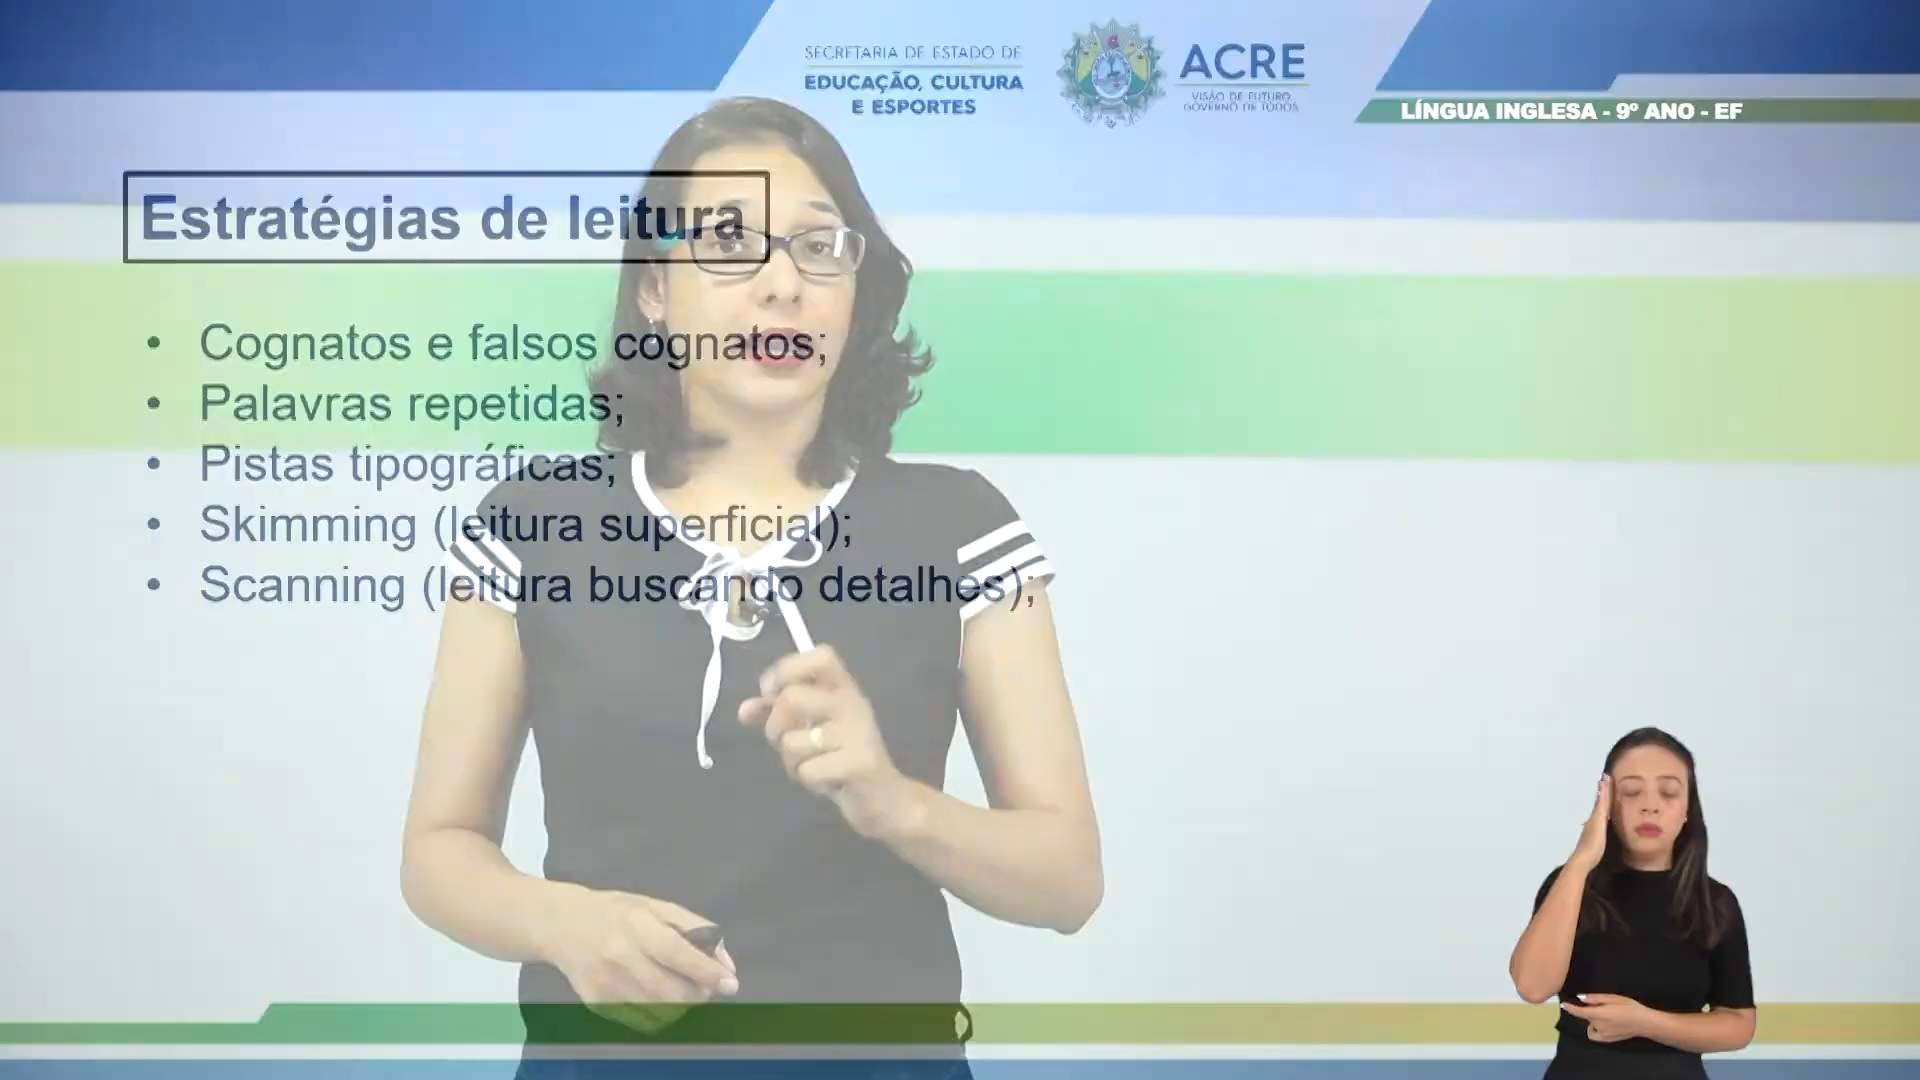 SECRETARIA DE ESTADO DE
EDUCAÇÃO, CULTURA
E ESPORTES
ACRE
VISÃO DE FUTURO
GOVERNO DE TODOS
LÍNGUA INGLESA - 9º ANO - EF
Estratégias de leitura
• Cognatos e falsos cognatos;
• Palavras repetidas;
• Pistas tipográficas;
• Skimming (leitura superficial);
• Scanning (leitura buscando detalhes);